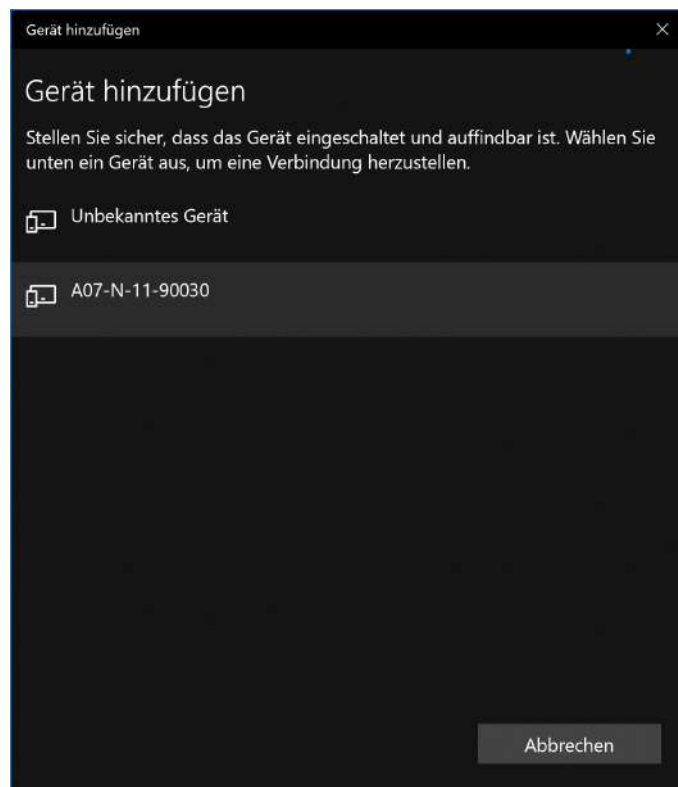 Gerät hinzufügen
Gerät hinzufügen
Stellen Sie sicher, dass das Gerät eingeschaltet und auffindbar ist. Wählen Sie
unten ein Gerät aus, um eine Verbindung herzustellen.
Unbekanntes Gerät
A07-N-11-90030
Abbrechen